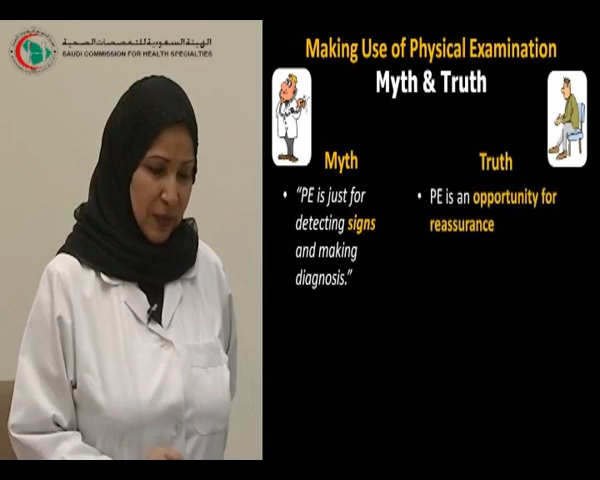 الهيئة السعودية للتخصصات الصحية
SAUDI COMMISSION FOR HEALTH SPECIALTIES
Making Use of Physical Examination
Myth & Truth
Myth
• “PE is just for
detecting signs
and making
diagnosis.”
Truth
• PE is an opportunity for
reassurance